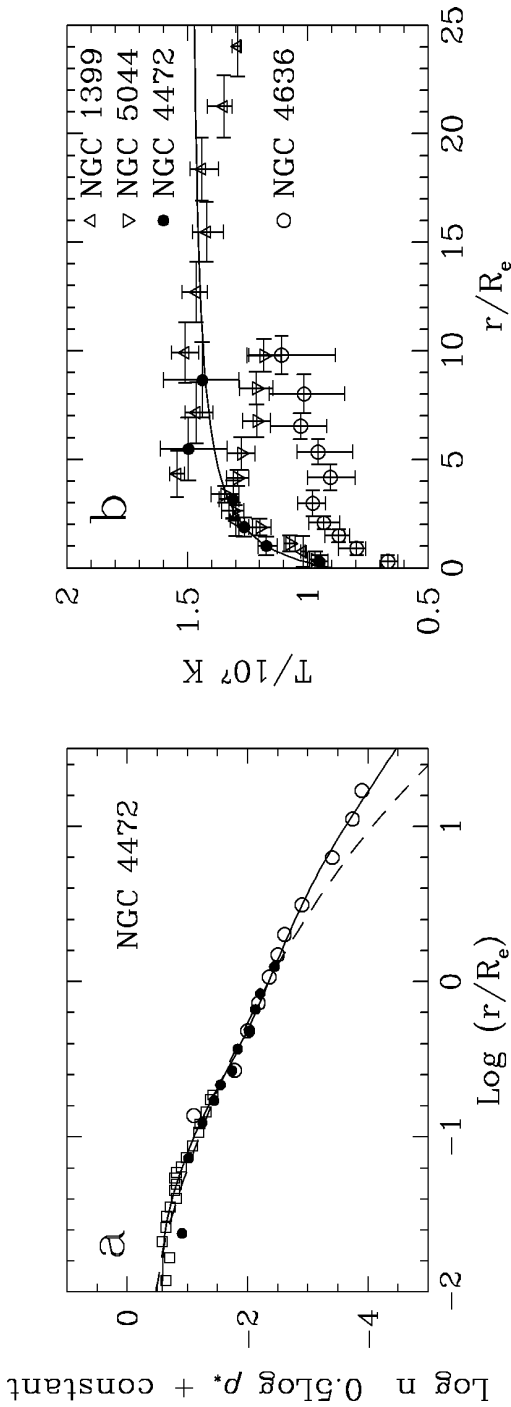 a
NGC 4472
0
−2
−4
−2
−1
0
1
Log (r/Rₑ)
Log n 0.5Log ρ* + constant
b
NGC 1399
NGC 5044
NGC 4472
NGC 4636
2
1.5
1
0.5
0
5
10
15
20
25
r/Rₑ
T/10⁷ K